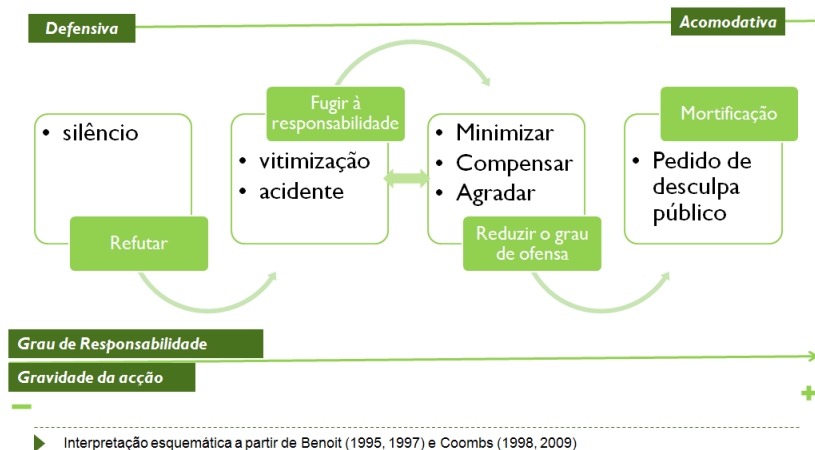 Defensiva
Acomodativa
• silêncio
Refutar
Fugir à
responsabilidade
• vitimização
• acidente
• Minimizar
• Compensar
• Agradar
Reduzir o grau
de ofensa
Mortificação
• Pedido de
desculpa
público
Grau de Responsabilidade
Gravidade da acção
Interpretação esquemática a partir de Benoit (1995, 1997) e Coombs (1998, 2009)